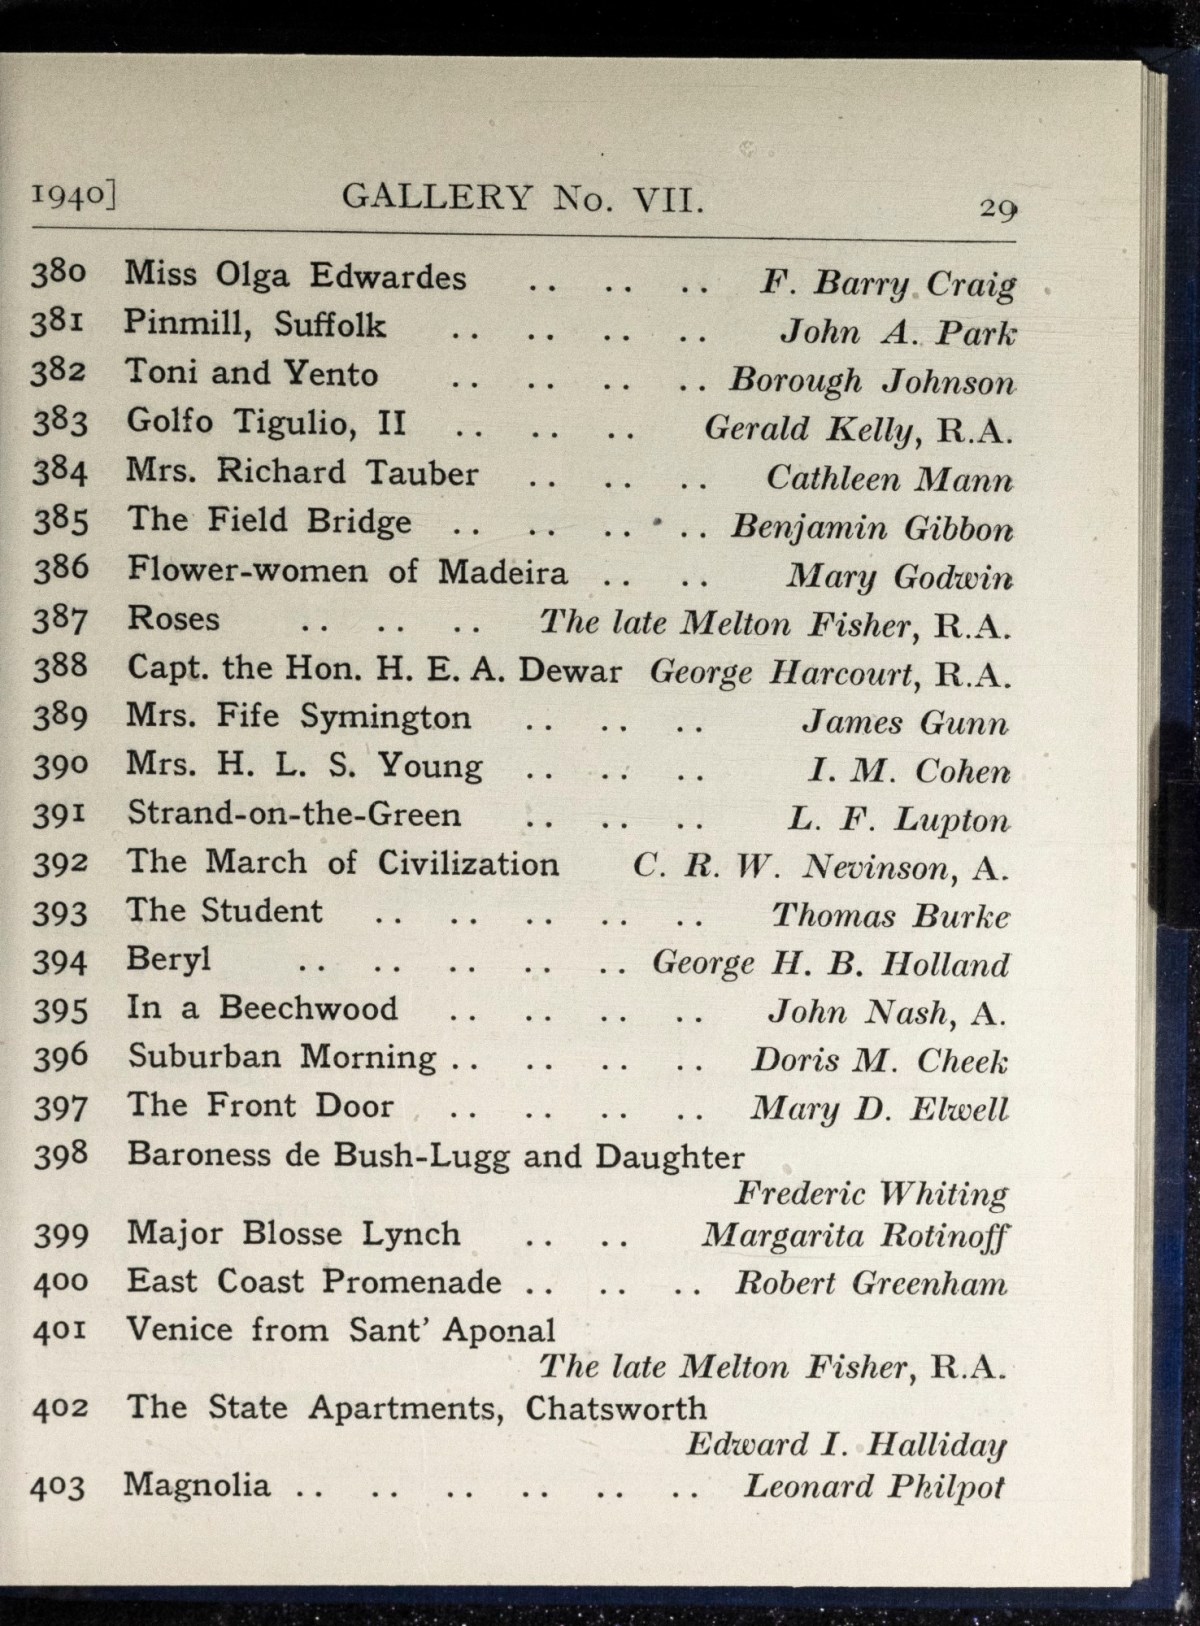 1940] GALLERY No. VII. 29
380 Miss Olga Edwardes .. .. .. F. Barry Craig
381 Pinmill, Suffolk .. .. .. .. John A. Park
382 Toni and Yento .. .. .. .. Borough Johnson
383 Golfo Tigulio, II .. .. .. Gerald Kelly, R.A.
384 Mrs. Richard Tauber .. .. .. Cathleen Mann
385 The Field Bridge .. .. .. .. Benjamin Gibbon
386 Flower-women of Madeira .. .. Mary Godwin
387 Roses .. .. .. The late Melton Fisher, R.A.
388 Capt. the Hon. H. E. A. Dewar George Harcourt, R.A.
389 Mrs. Fife Symington .. .. .. James Gunn
390 Mrs. H. L. S. Young .. .. .. I. M. Cohen
391 Strand-on-the-Green .. .. .. L. F. Lupton
392 The March of Civilization C. R. W. Nevinson, A.
393 The Student .. .. .. .. .. Thomas Burke
394 Beryl .. .. .. .. .. George H. B. Holland
395 In a Beechwood .. .. .. .. John Nash, A.
396 Suburban Morning .. .. .. .. Doris M. Cheek
397 The Front Door .. .. .. .. Mary D. Elwell
398 Baroness de Bush-Lugg and Daughter
Frederic Whiting
399 Major Blosse Lynch .. .. Margarita Rotinoff
400 East Coast Promenade .. .. .. Robert Greenham
401 Venice from Sant' Aponal
The late Melton Fisher, R.A.
402 The State Apartments, Chatsworth
Edward I. Halliday
403 Magnolia .. .. .. .. .. .. Leonard Philpot